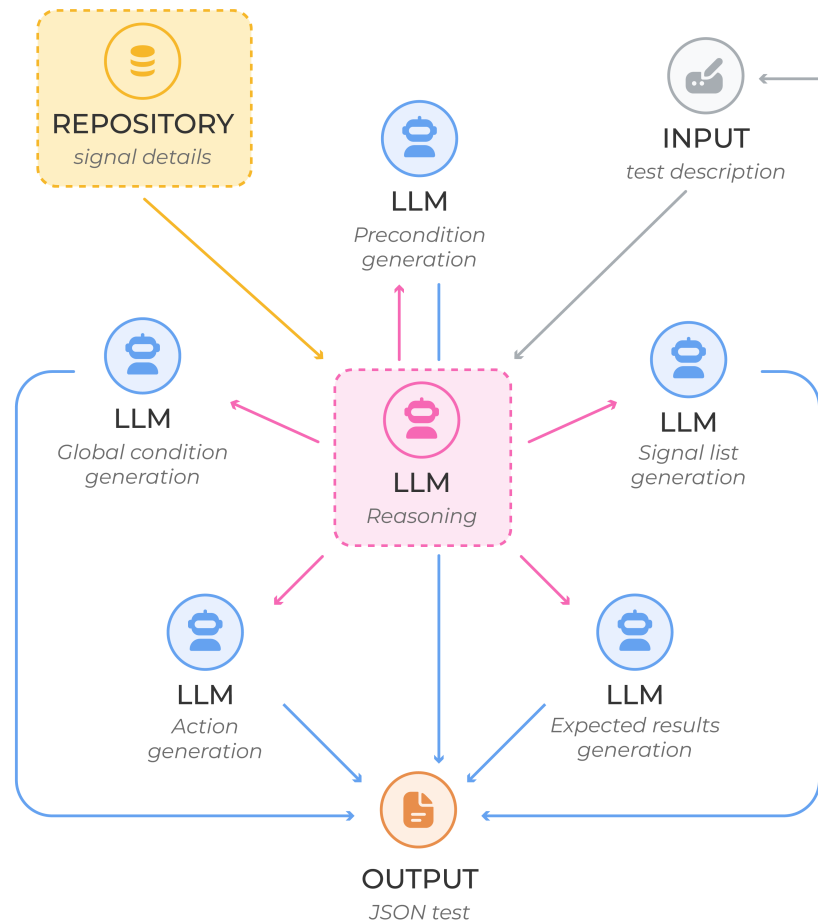 REPOSITORY
signal details
INPUT
test description
LLM
Precondition
generation
LLM
Global condition
generation
LLM
Signal list
generation
LLM
Reasoning
LLM
Action
generation
LLM
Expected results
generation
OUTPUT
JSON test